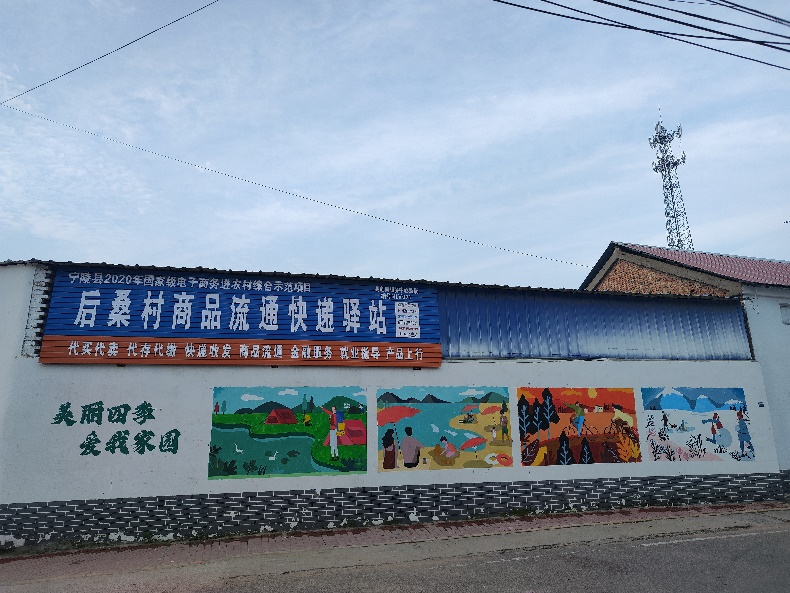 宁陵县2020年国家级电子商务进农村综合示范项目
后桑村商品流通快递驿站
代买代卖 代存代缴 快递收发 商品流通 金融服务 就业指导 产品上行
美丽四季
爱我家园